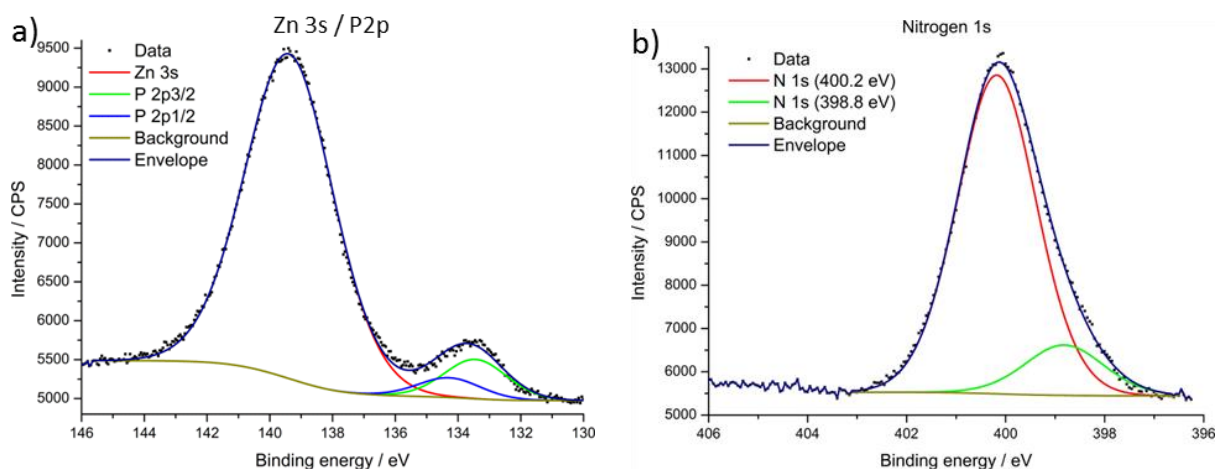 a)
Zn 3s / P2p
Data
Zn 3s
P 2p3/2
P 2p1/2
Background
Envelope
Intensity / CPS
9500
9000
8500
8000
7500
7000
6500
6000
5500
5000
146 144 142 140 138 136 134 132 130
Binding energy / eV
b)
Nitrogen 1s
Data
N 1s (400.2 eV)
N 1s (398.8 eV)
Background
Envelope
Intensity / CPS
13000
12000
11000
10000
9000
8000
7000
6000
5000
406 404 402 400 398 396
Binding energy / eV